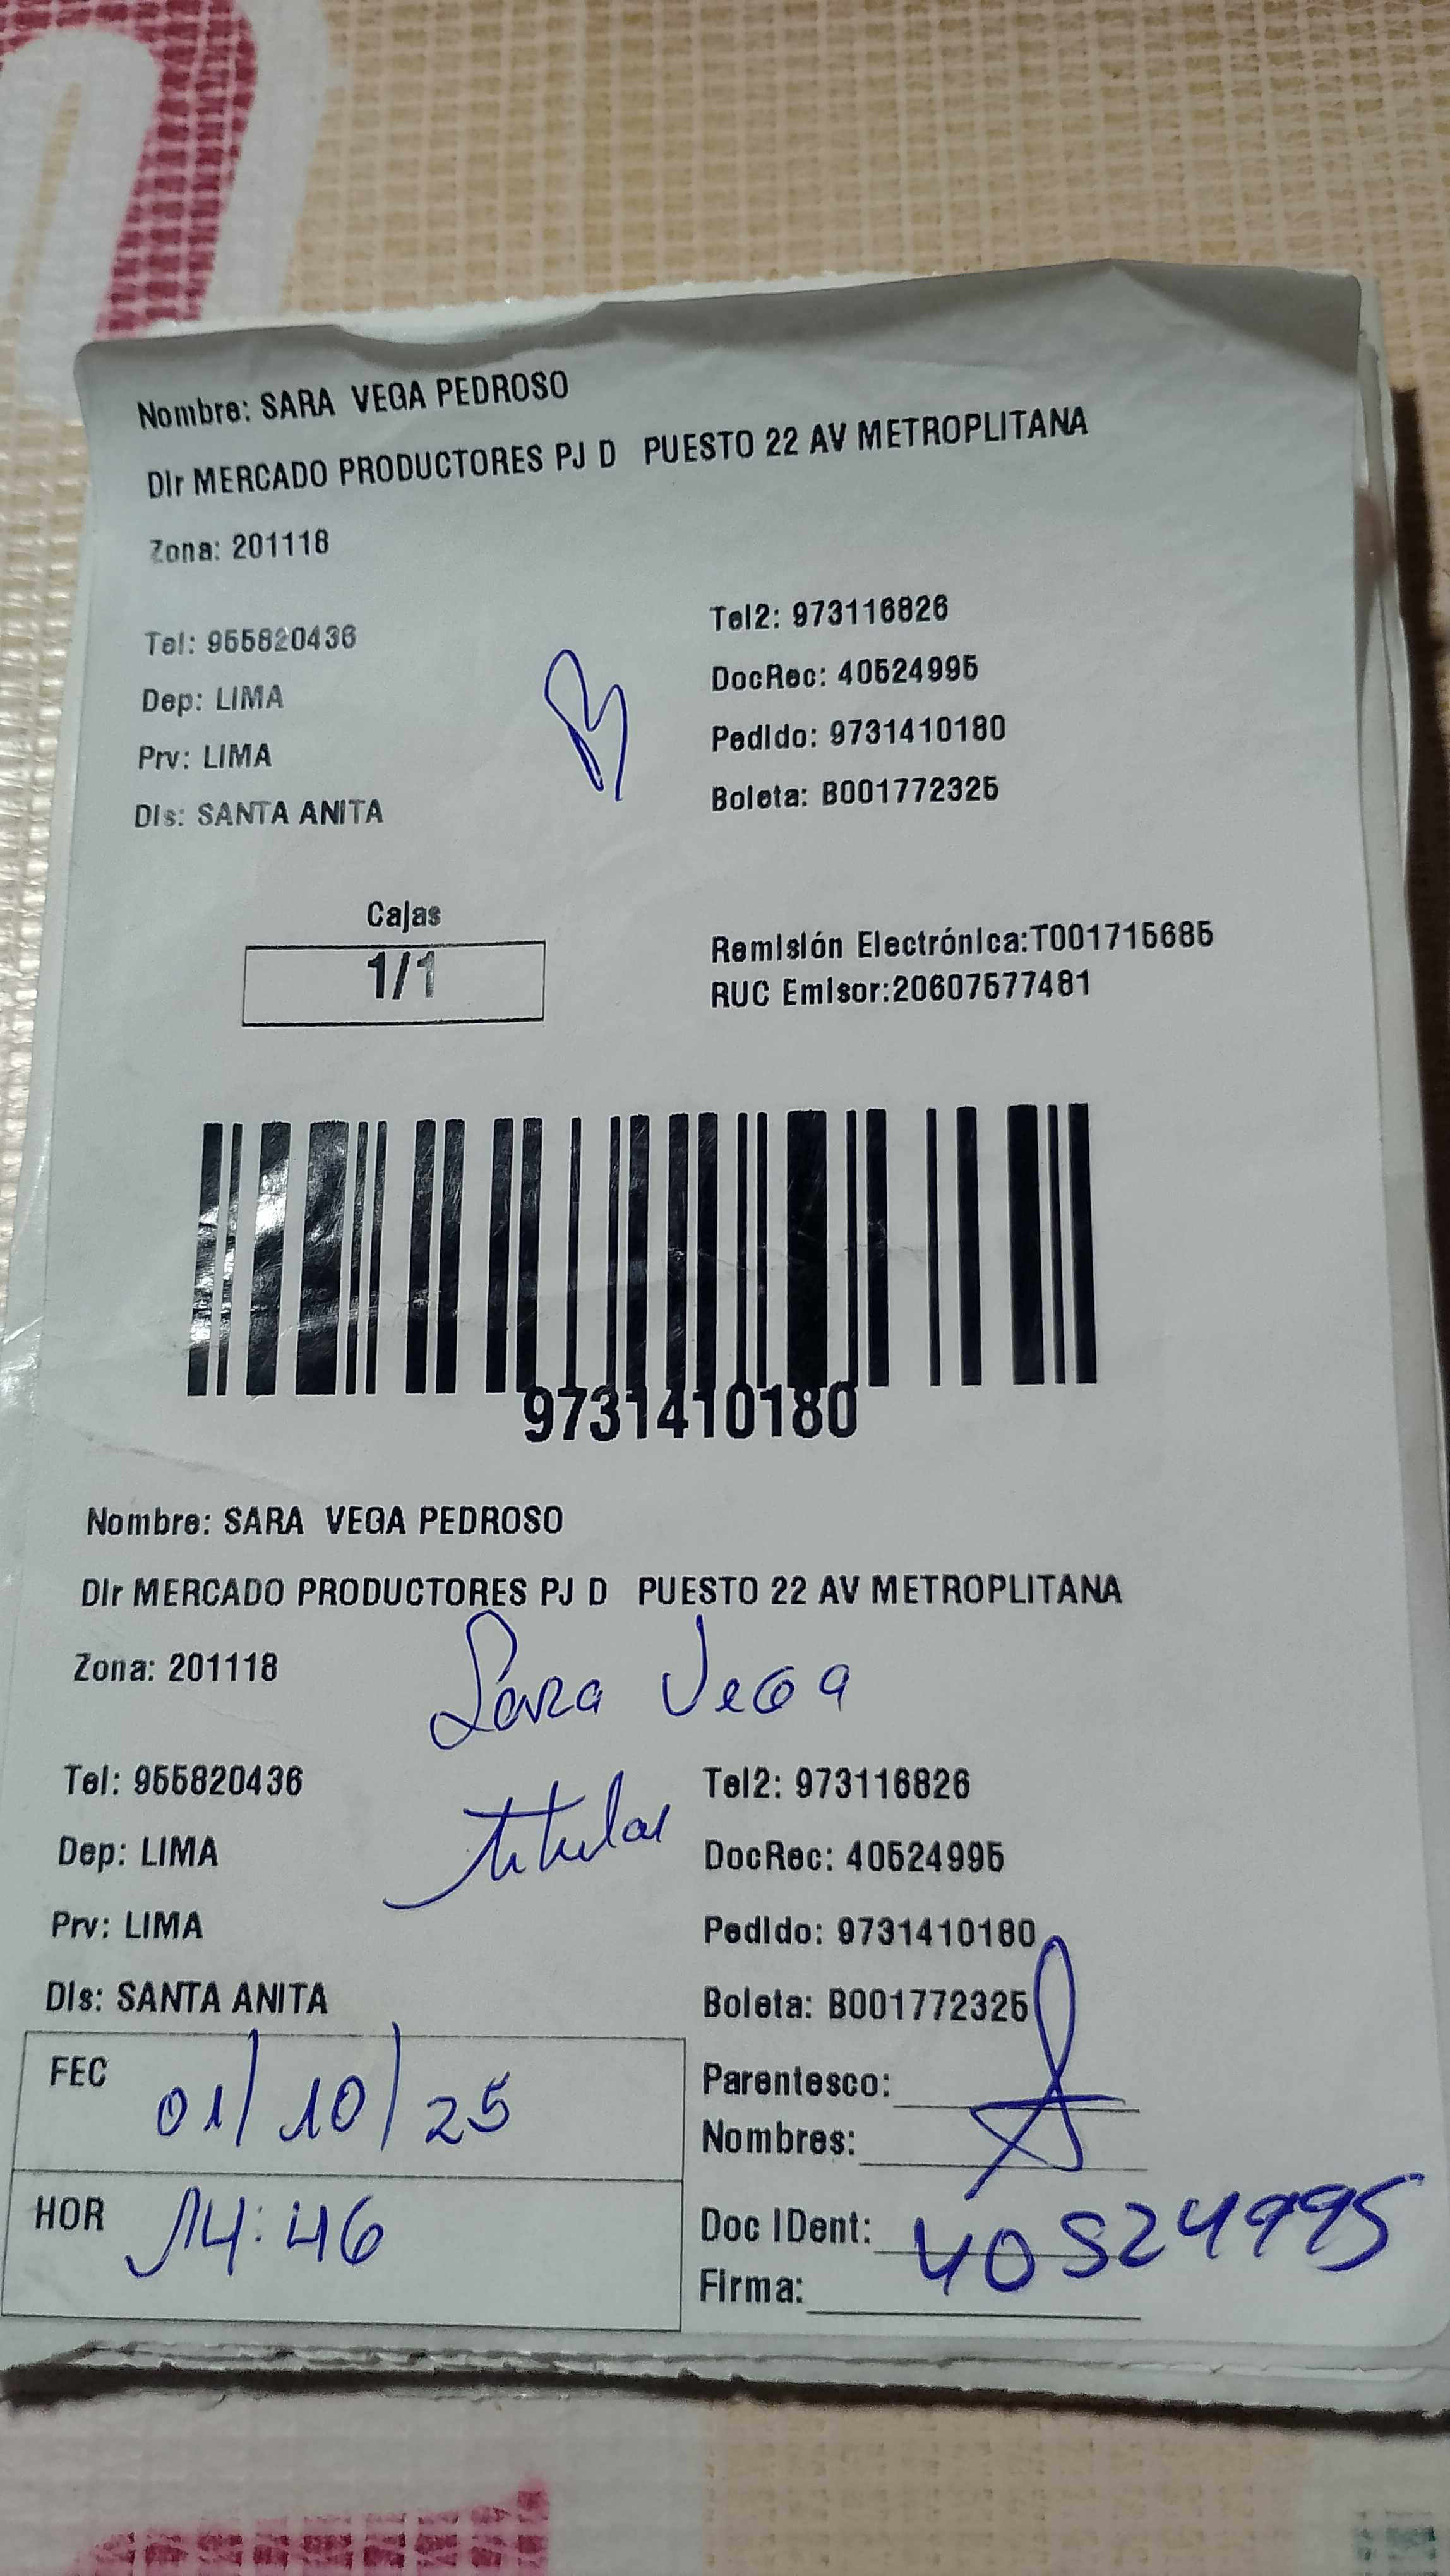 Nombre: SARA VEGA PEDROSO
Dir MERCADO PRODUCTORES PJ D PUESTO 22 AV METROPLITANA
Zona: 201118
Tel: 955820436
Tel2: 973116826
Dep: LIMA
DocRec: 40524995
Prv: LIMA
Pedido: 9731410180
Dis: SANTA ANITA
Boleta: B001772325
Cajas
1/1
Remisión Electrónica:T001715685
RUC Emisor:20607577481
9731410180
Nombre: SARA VEGA PEDROSO
Dir MERCADO PRODUCTORES PJ D PUESTO 22 AV METROPLITANA
Zona: 201118
Sara Vega
Tel: 955820436
titular
Tel2: 973116826
Dep: LIMA
DocRec: 40524995
Prv: LIMA
Pedido: 9731410180
Dis: SANTA ANITA
Boleta: B001772325
FEC 01/10/25
Parentesco:
Nombres:
HOR 14:46
Doc IDent: 40524995
Firma: